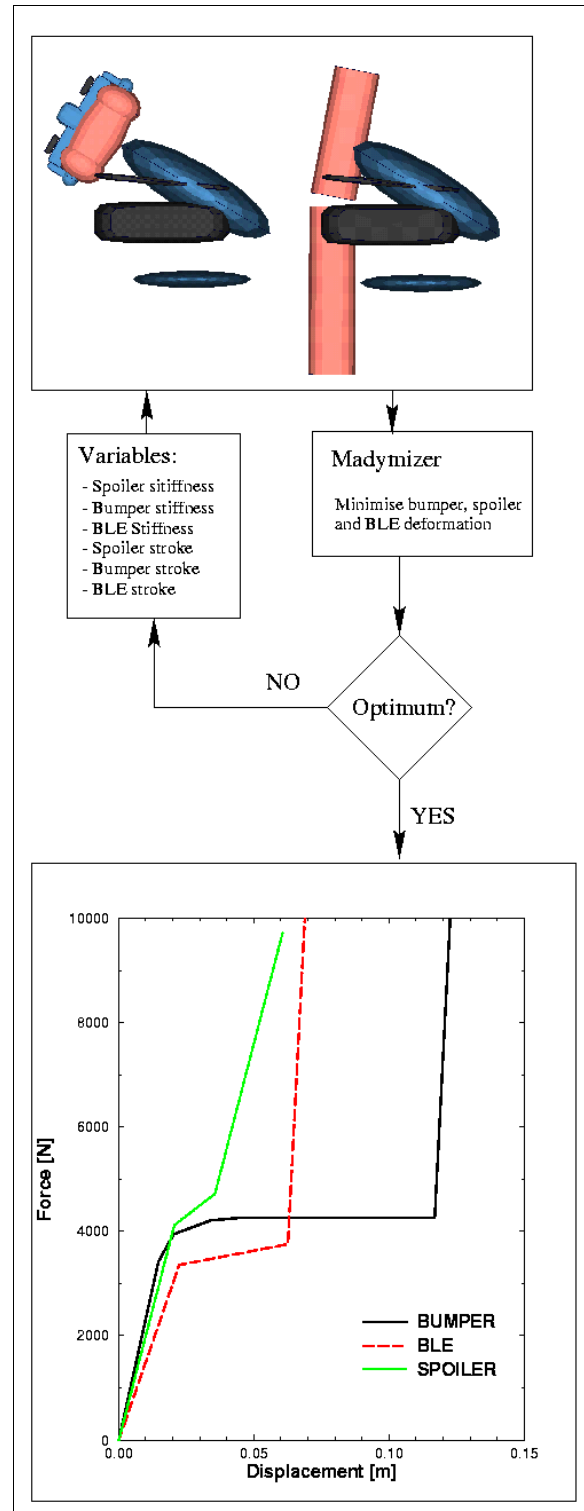 Variables:
- Spoiler sitiffness
- Bumper stiffness
- BLE Stiffness
- Spoiler stroke
- Bumper stroke
- BLE stroke
Madymizer
Minimise bumper, spoiler
and BLE deformation
NO
Optimum?
YES
10000
8000
6000
4000
2000
0
Force [N]
BUMPER
BLE
SPOILER
0.00
0.05
0.10
0.15
Displacement [m]